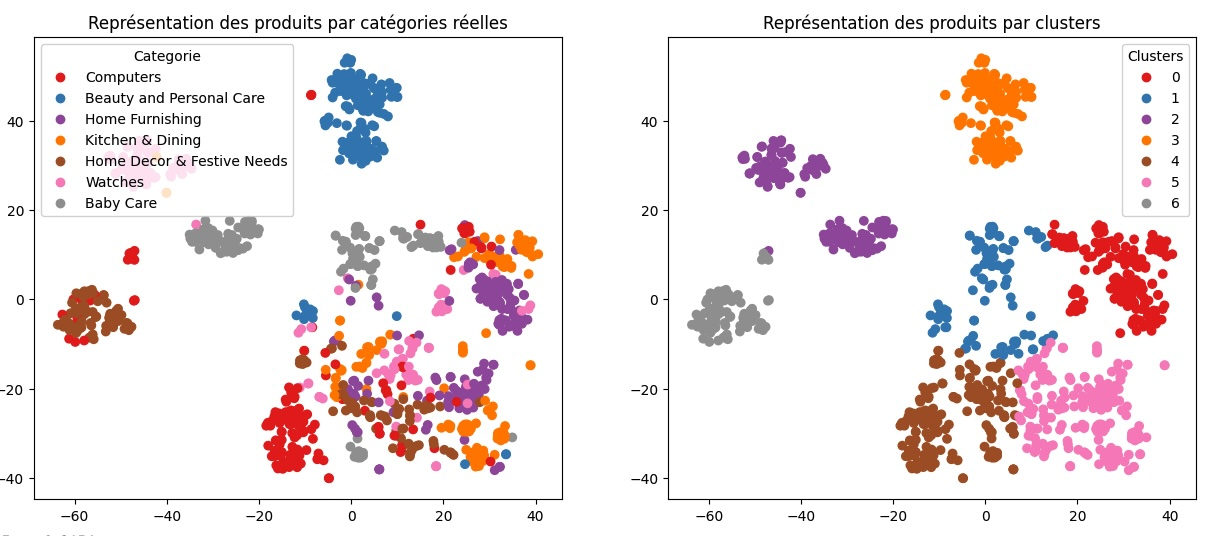 Représentation des produits par catégories réelles
Représentation des produits par clusters
Categorie
Computers
Beauty and Personal Care
Home Furnishing
Kitchen & Dining
Home Decor & Festive Needs
Watches
Baby Care
40
20
0
−20
−40
−60
−40
−20
0
20
40
Clusters
0
1
2
3
4
5
6
40
20
0
−20
−40
−60
−40
−20
0
20
40